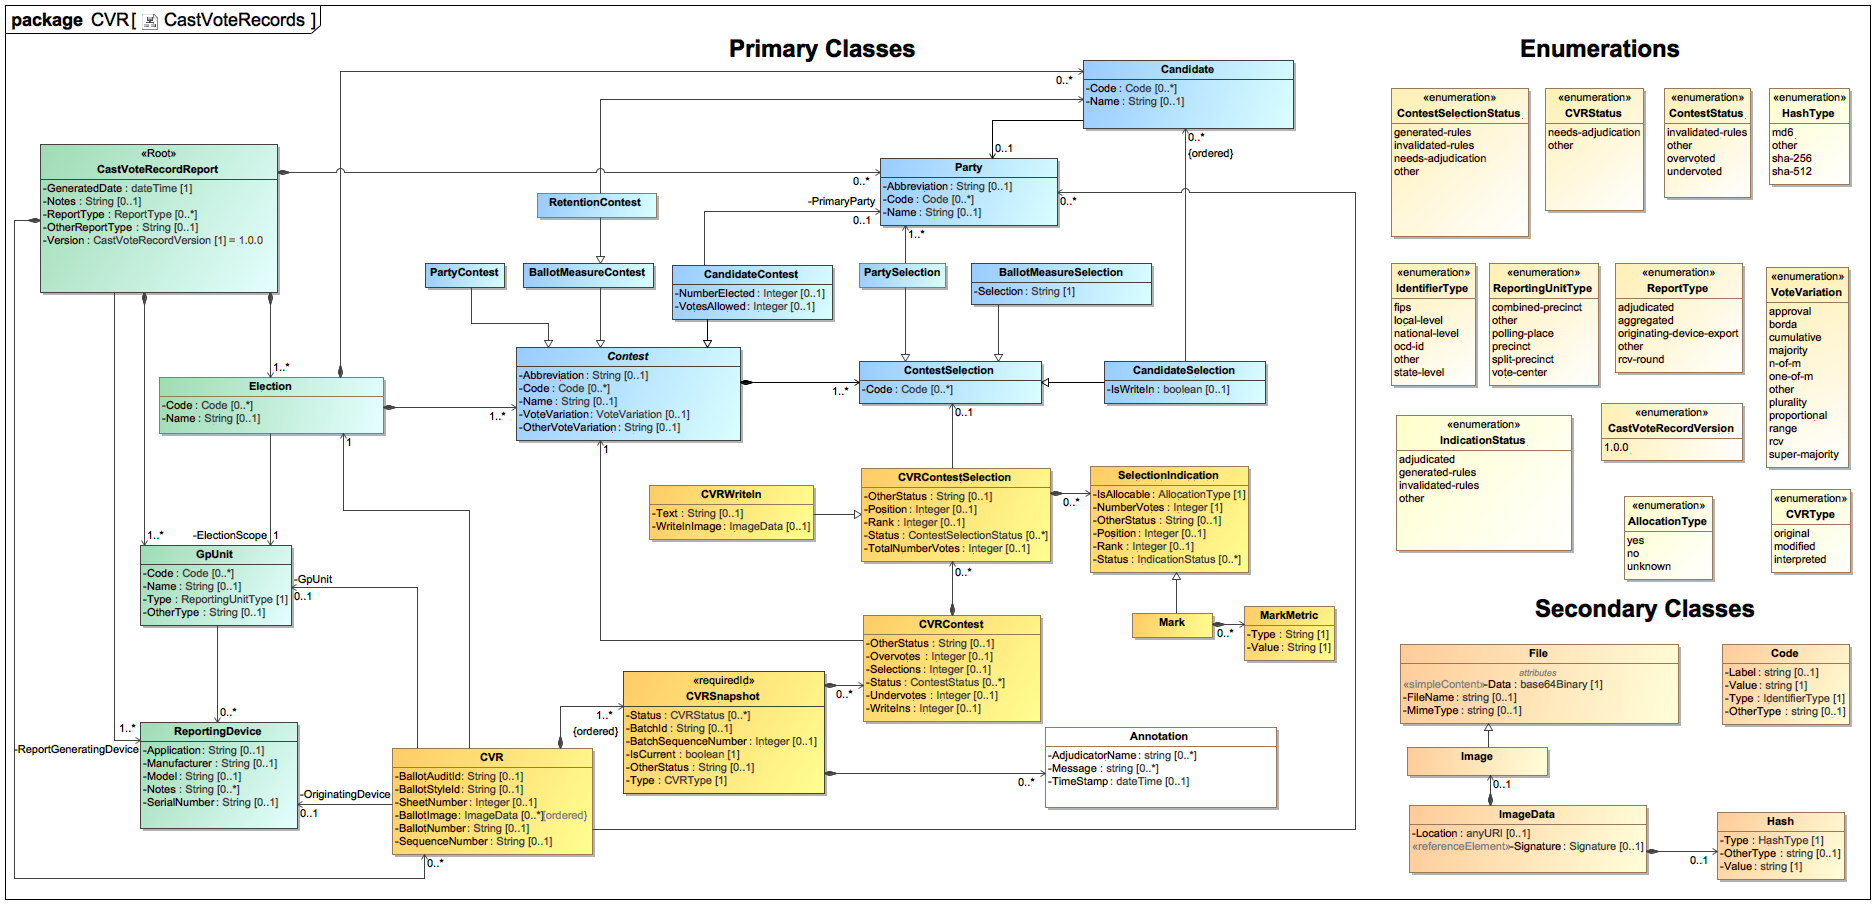 package CVR[ CastVoteRecords ]
Primary Classes
Enumerations
Secondary Classes
Candidate
-Code : Code [0..*]
-Name : String [0..1]
0..*
0..1
0..*
{ordered}
«Root»
CastVoteRecordReport
-GeneratedDate : dateTime [1]
-Notes : String [0..1]
-ReportType : ReportType [0..*]
-OtherReportType : String [0..1]
-Version : CastVoteRecordVersion [1] = 1.0.0
Party
-Abbreviation : String [0..1]
-Code : Code [0..*]
-Name : String [0..1]
0..*
-PrimaryParty
0..1
0..*
1..*
RetentionContest
PartyContest
BallotMeasureContest
CandidateContest
-NumberElected : Integer [0..1]
-VotesAllowed : Integer [0..1]
PartySelection
BallotMeasureSelection
-Selection : String [1]
Contest
-Abbreviation : String [0..1]
-Code : Code [0..*]
-Name : String [0..1]
-VoteVariation : VoteVariation [0..1]
-OtherVoteVariation : String [0..1]
1..*
1..*
1
ContestSelection
-Code : Code [0..*]
0..1
CandidateSelection
-IsWriteIn : boolean [0..1]
1..*
Election
-Code : Code [0..*]
-Name : String [0..1]
1
1..*
-ElectionScope
1
GpUnit
-Code : Code [0..*]
-Name : String [0..1]
-Type : ReportingUnitType [1]
-OtherType : String [0..1]
-GpUnit
0..1
CVRWriteIn
-Text : String [0..1]
-WriteInImage : ImageData [0..1]
CVRContestSelection
-OtherStatus : String [0..1]
-Position : Integer [0..1]
-Rank : Integer [0..1]
-Status : ContestSelectionStatus [0..*]
-TotalNumberVotes : Integer [0..1]
0..*
0..*
SelectionIndication
-IsAllocable : AllocationType [1]
-NumberVotes : Integer [1]
-OtherStatus : String [0..1]
-Position : Integer [0..1]
-Rank : Integer [0..1]
-Status : IndicationStatus [0..*]
Mark
0..*
MarkMetric
-Type : String [1]
-Value : String [1]
CVRContest
-OtherStatus : String [0..1]
-Overvotes : Integer [0..1]
-Selections : Integer [0..1]
-Status : ContestStatus [0..*]
-Undervotes : Integer [0..1]
-WriteIns : Integer [0..1]
0..*
«requiredId»
CVRSnapshot
-Status : CVRStatus [0..*]
-BatchId : String [0..1]
-BatchSequenceNumber : Integer [0..1]
-IsCurrent : boolean [1]
-OtherStatus : String [0..1]
-Type : CVRType [1]
1..*
{ordered}
0..*
Annotation
-AdjudicatorName : string [0..*]
-Message : string [0..*]
-TimeStamp : dateTime [0..1]
0..*
1..*
-ReportGeneratingDevice
ReportingDevice
-Application : String [0..1]
-Manufacturer : String [0..1]
-Model : String [0..1]
-Notes : String [0..*]
-SerialNumber : String [0..1]
-OriginatingDevice
0..1
CVR
-BallotAuditId : String [0..1]
-BallotStyleId : String [0..1]
-SheetNumber : Integer [0..1]
-BallotImage : ImageData [0..*]{ordered}
-BallotNumber : String [0..1]
-SequenceNumber : String [0..1]
0..*
«enumeration»
ContestSelectionStatus
generated-rules
invalidated-rules
needs-adjudication
other
«enumeration»
CVRStatus
needs-adjudication
other
«enumeration»
ContestStatus
invalidated-rules
other
overvoted
undervoted
«enumeration»
HashType
md6
other
sha-256
sha-512
«enumeration»
IdentifierType
fips
local-level
national-level
ocd-id
other
state-level
«enumeration»
ReportingUnitType
combined-precinct
other
polling-place
precinct
split-precinct
vote-center
«enumeration»
ReportType
adjudicated
aggregated
originating-device-export
other
rcv-round
«enumeration»
VoteVariation
approval
borda
cumulative
majority
n-of-m
one-of-m
other
plurality
proportional
range
rcv
super-majority
«enumeration»
IndicationStatus
adjudicated
generated-rules
invalidated-rules
other
«enumeration»
CastVoteRecordVersion
1.0.0
«enumeration»
AllocationType
yes
no
unknown
«enumeration»
CVRType
original
modified
interpreted
File
attributes
«simpleContent»-Data : base64Binary [1]
-FileName : string [0..1]
-MimeType : string [0..1]
Code
-Label : string [0..1]
-Value : string [1]
-Type : IdentifierType [1]
-OtherType : string [0..1]
Image
0..1
ImageData
-Location : anyURI [0..1]
«referenceElement»-Signature : Signature [0..1]
0..1
Hash
-Type : HashType [1]
-OtherType : string [0..1]
-Value : string [1]